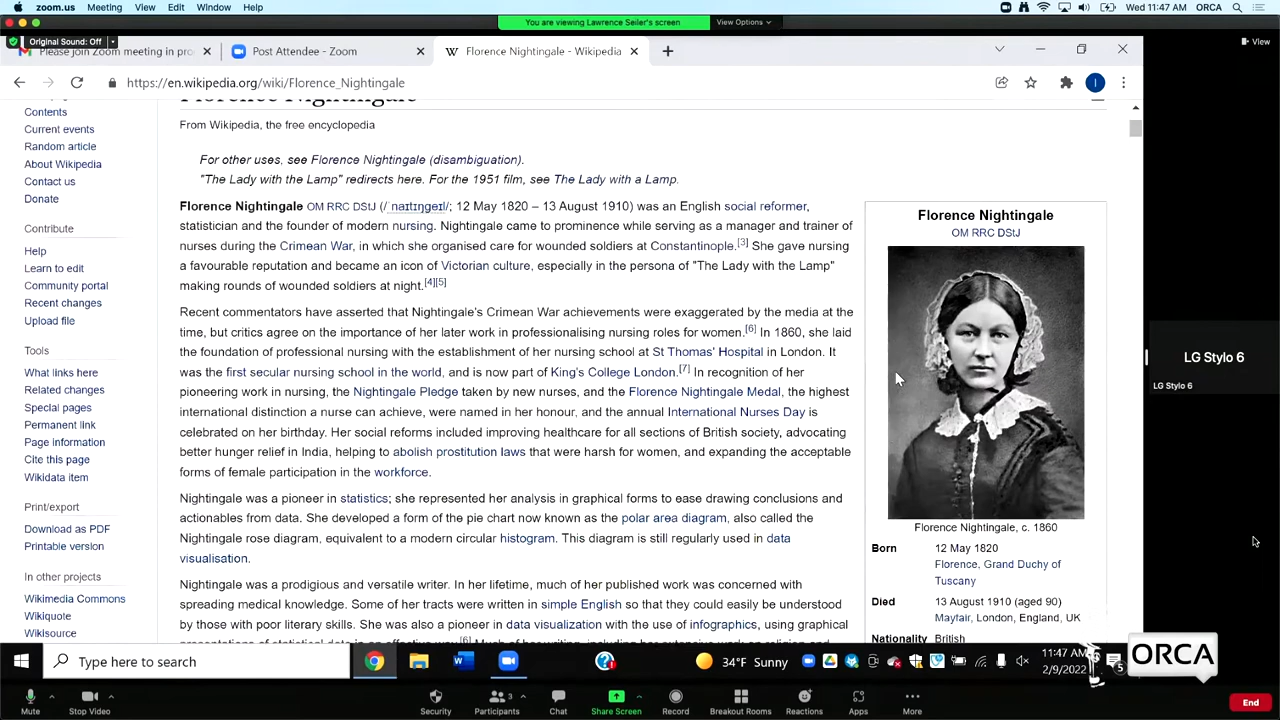 zoom.us Meeting View Edit Window Help
Wed 11:47 AM ORCA
You are viewing Lawrence Seiler's screen View Options
Original Sound: Off
Please join Zoom meeting in pro
Post Attendee - Zoom
W Florence Nightingale - Wikipedia
View
https://en.wikipedia.org/wiki/Florence_Nightingale
Florence Nightingale
Contents
Current events
Random article
About Wikipedia
Contact us
Donate
Contribute
Help
Learn to edit
Community portal
Recent changes
Upload file
Tools
What links here
Related changes
Special pages
Permanent link
Page information
Cite this page
Wikidata item
Print/export
Download as PDF
Printable version
In other projects
Wikimedia Commons
Wikiquote
Wikisource
From Wikipedia, the free encyclopedia
For other uses, see Florence Nightingale (disambiguation).
"The Lady with the Lamp" redirects here. For the 1951 film, see The Lady with a Lamp.
Florence Nightingale OM RRC DStJ (/ˈnaɪtɪŋɡeɪl/; 12 May 1820 – 13 August 1910) was an English social reformer,
statistician and the founder of modern nursing. Nightingale came to prominence while serving as a manager and trainer of
nurses during the Crimean War, in which she organised care for wounded soldiers at Constantinople.[3] She gave nursing
a favourable reputation and became an icon of Victorian culture, especially in the persona of "The Lady with the Lamp"
making rounds of wounded soldiers at night.[4][5]
Recent commentators have asserted that Nightingale's Crimean War achievements were exaggerated by the media at the
time, but critics agree on the importance of her later work in professionalising nursing roles for women.[6] In 1860, she laid
the foundation of professional nursing with the establishment of her nursing school at St Thomas' Hospital in London. It
was the first secular nursing school in the world, and is now part of King's College London.[7] In recognition of her
pioneering work in nursing, the Nightingale Pledge taken by new nurses, and the Florence Nightingale Medal, the highest
international distinction a nurse can achieve, were named in her honour, and the annual International Nurses Day is
celebrated on her birthday. Her social reforms included improving healthcare for all sections of British society, advocating
better hunger relief in India, helping to abolish prostitution laws that were harsh for women, and expanding the acceptable
forms of female participation in the workforce.
Nightingale was a pioneer in statistics; she represented her analysis in graphical forms to ease drawing conclusions and
actionables from data. She developed a form of the pie chart now known as the polar area diagram, also called the
Nightingale rose diagram, equivalent to a modern circular histogram. This diagram is still regularly used in data
visualisation.
Nightingale was a prodigious and versatile writer. In her lifetime, much of her published work was concerned with
spreading medical knowledge. Some of her tracts were written in simple English so that they could easily be understood
by those with poor literary skills. She was also a pioneer in data visualization with the use of infographics, using graphical
presentations of statistical data in an effective way.[6] Much of her writing, including her extensive work on religion and
Florence Nightingale
OM RRC DStJ
Florence Nightingale, c. 1860
Born 12 May 1820
Florence, Grand Duchy of
Tuscany
Died 13 August 1910 (aged 90)
Mayfair, London, England, UK
Nationality British
LG Stylo 6
LG Stylo 6
Type here to search
34°F Sunny
11:47 AM
2/9/2022
5
ORCA
Mute
Stop Video
Security
Participants 3
Chat
Share Screen
Record
Breakout Rooms
Reactions
Apps
More
End